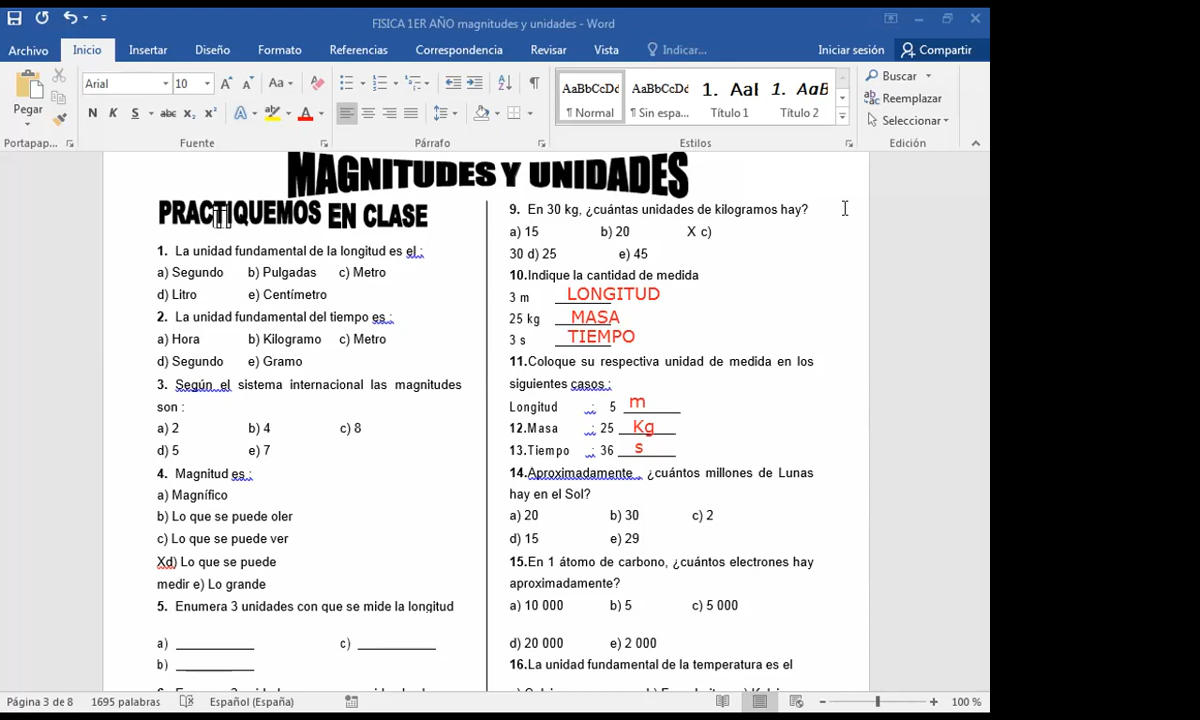 FISICA 1ER AÑO magnitudes y unidades - Word
Archivo Inicio Insertar Diseño Formato Referencias Correspondencia Revisar Vista Indicar... Iniciar sesión Compartir
Arial 10 Aa AaBbCcDc AaBbCcDc 1. AaI 1. AaB Buscar
Pegar N K S abc x₂ x² A A ¶ Normal ¶ Sin espa... Título 1 Título 2 Reemplazar
Seleccionar
Portapap... Fuente Párrafo Estilos Edición
MAGNITUDES Y UNIDADES
PRACTIQUEMOS EN CLASE
1. La unidad fundamental de la longitud es el :
a) Segundo b) Pulgadas c) Metro
d) Litro e) Centímetro
2. La unidad fundamental del tiempo es :
a) Hora b) Kilogramo c) Metro
d) Segundo e) Gramo
3. Según el sistema internacional las magnitudes
son :
a) 2 b) 4 c) 8
d) 5 e) 7
4. Magnitud es :
a) Magnífico
b) Lo que se puede oler
c) Lo que se puede ver
Xd) Lo que se puede
medir e) Lo grande
5. Enumera 3 unidades con que se mide la longitud
a) ____________ c) ____________
b) ____________
9. En 30 kg, ¿cuántas unidades de kilogramos hay?
a) 15 b) 20 X c)
30 d) 25 e) 45
10.Indique la cantidad de medida
3 m LONGITUD
25 kg MASA
3 s TIEMPO
11.Coloque su respectiva unidad de medida en los
siguientes casos :
Longitud : 5 m
12.Masa : 25 Kg
13.Tiempo : 36 s
14.Aproximadamente , ¿cuántos millones de Lunas
hay en el Sol?
a) 20 b) 30 c) 2
d) 15 e) 29
15.En 1 átomo de carbono, ¿cuántos electrones hay
aproximadamente?
a) 10 000 b) 5 c) 5 000
d) 20 000 e) 2 000
16.La unidad fundamental de la temperatura es el
Página 3 de 8 1695 palabras Español (España) 100 %